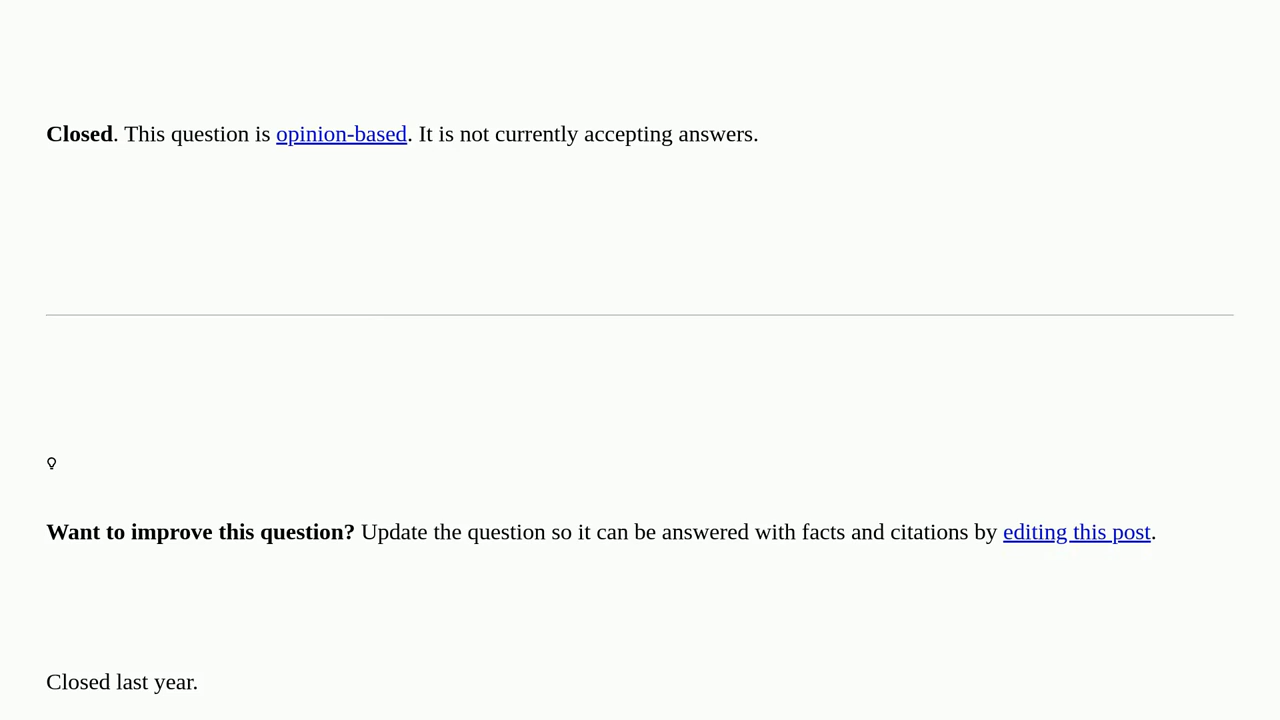 Closed. This question is opinion-based. It is not currently accepting answers.
Want to improve this question? Update the question so it can be answered with facts and citations by editing this post.
Closed last year.